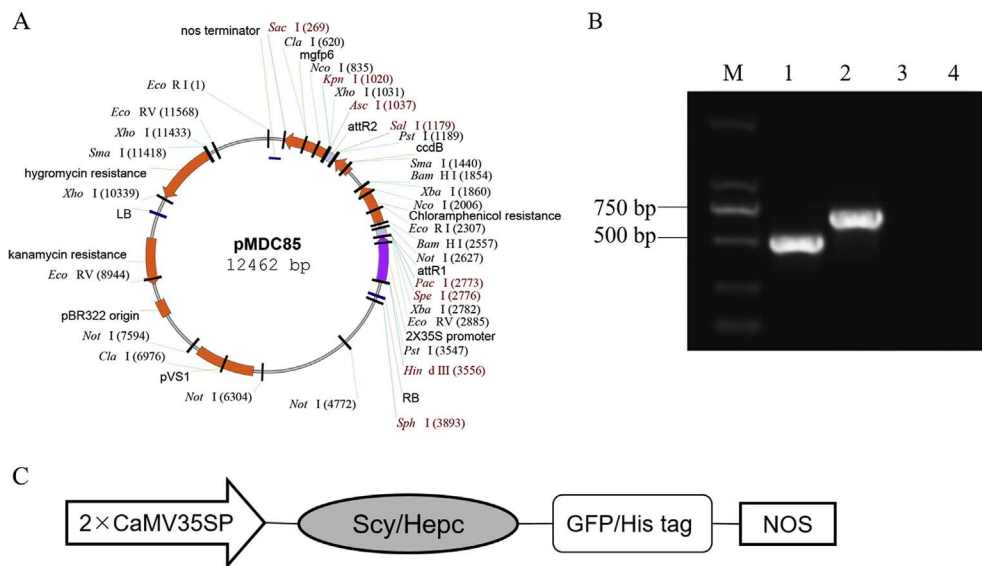 A
nos terminator
Sac I (269)
Cla I (620)
mgfp6
Nco I (835)
Kpn I (1020)
Xho I (1031)
Asc I (1037)
attR2
Sal I (1179)
Pst I (1189)
ccdB
Sma I (1440)
Bam H I (1854)
Xba I (1860)
Nco I (2006)
Chloramphenicol resistance
Eco R I (2307)
Bam H I (2557)
Not I (2627)
attR1
Pac I (2773)
Spe I (2776)
Xba I (2782)
Eco RV (2885)
2X35S promoter
Pst I (3547)
Hin d III (3556)
RB
Sph I (3893)
Not I (4772)
Not I (6304)
pVS1
Cla I (6976)
Not I (7594)
pBR322 origin
Eco RV (8944)
kanamycin resistance
LB
Xho I (10339)
hygromycin resistance
Sma I (11418)
Xho I (11433)
Eco RV (11568)
Eco R I (1)
pMDC85
12462 bp
B
M 1 2 3 4
750 bp
500 bp
C
2×CaMV35SP
Scy/Hepc
GFP/His tag
NOS